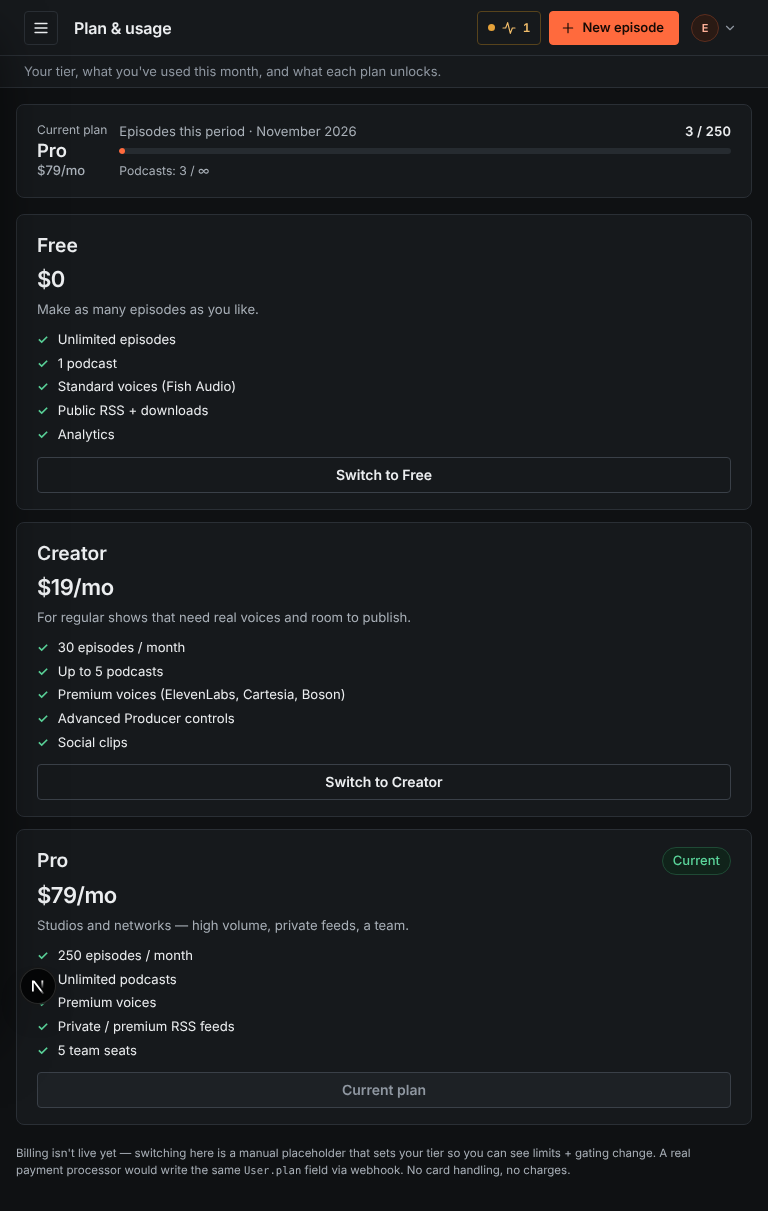 Plan & usage
1
New episode
E
Your tier, what you've used this month, and what each plan unlocks.
Current plan
Pro
$79/mo
Episodes this period · November 2026
3 / 250
Podcasts: 3 / ∞
Free
$0
Make as many episodes as you like.
Unlimited episodes
1 podcast
Standard voices (Fish Audio)
Public RSS + downloads
Analytics
Switch to Free
Creator
$19/mo
For regular shows that need real voices and room to publish.
30 episodes / month
Up to 5 podcasts
Premium voices (ElevenLabs, Cartesia, Boson)
Advanced Producer controls
Social clips
Switch to Creator
Pro
Current
$79/mo
Studios and networks — high volume, private feeds, a team.
250 episodes / month
Unlimited podcasts
N
Premium voices
Private / premium RSS feeds
5 team seats
Current plan
Billing isn't live yet — switching here is a manual placeholder that sets your tier so you can see limits + gating change. A real
payment processor would write the same User.plan field via webhook. No card handling, no charges.